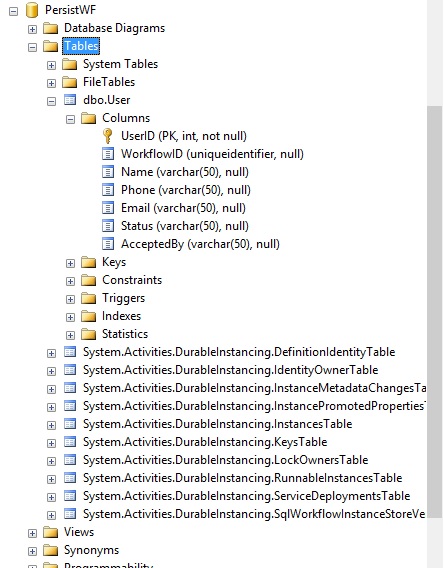 PersistWF
Database Diagrams
Tables
System Tables
FileTables
dbo.User
Columns
UserID (PK, int, not null)
WorkflowID (uniqueidentifier, null)
Name (varchar(50), null)
Phone (varchar(50), null)
Email (varchar(50), null)
Status (varchar(50), null)
AcceptedBy (varchar(50), null)
Keys
Constraints
Triggers
Indexes
Statistics
System.Activities.DurableInstancing.DefinitionIdentityTable
System.Activities.DurableInstancing.IdentityOwnerTable
System.Activities.DurableInstancing.InstanceMetadataChangesTa
System.Activities.DurableInstancing.InstancePromotedPropertiesT
System.Activities.DurableInstancing.InstancesTable
System.Activities.DurableInstancing.KeysTable
System.Activities.DurableInstancing.LockOwnersTable
System.Activities.DurableInstancing.RunnableInstancesTable
System.Activities.DurableInstancing.ServiceDeploymentsTable
System.Activities.DurableInstancing.SqlWorkflowInstanceStoreVe
Views
Synonyms
Programmability